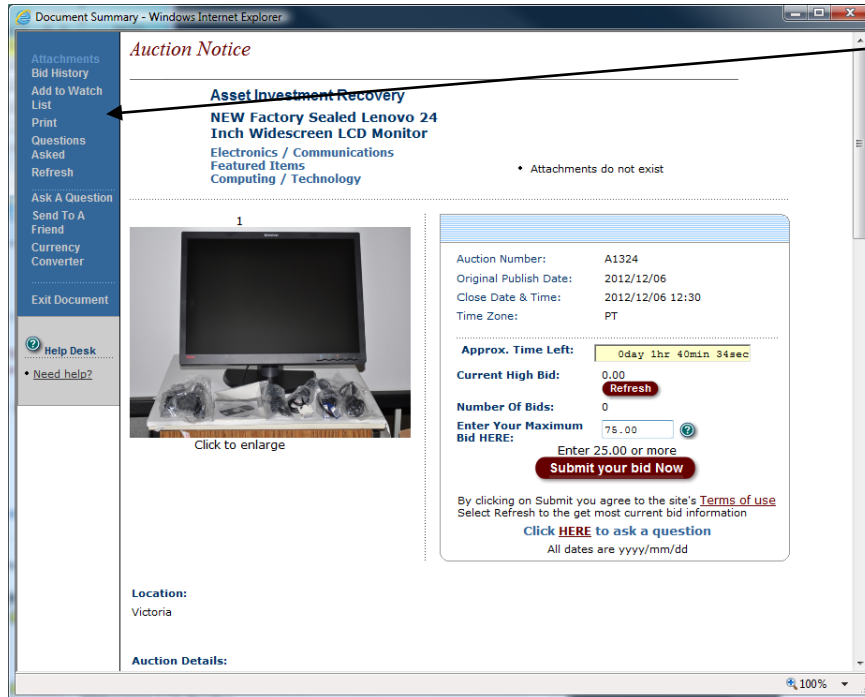 Document Summary - Windows Internet Explorer
Attachments
Bid History
Add to Watch
List
Print
Questions
Asked
Refresh
Ask A Question
Send To A
Friend
Currency
Converter
Exit Document
Help Desk
• Need help?
Auction Notice
Asset Investment Recovery
NEW Factory Sealed Lenovo 24
Inch Widescreen LCD Monitor
Electronics / Communications
Featured Items
Computing / Technology
• Attachments do not exist
1
Click to enlarge
Auction Number: A1324
Original Publish Date: 2012/12/06
Close Date & Time: 2012/12/06 12:30
Time Zone: PT
Approx. Time Left: 0day 1hr 40min 34sec
Current High Bid: 0.00
Refresh
Number Of Bids: 0
Enter Your Maximum
Bid HERE: 75.00
Enter 25.00 or more
Submit your bid Now
By clicking on Submit you agree to the site's Terms of use
Select Refresh to the get most current bid information
Click HERE to ask a question
All dates are yyyy/mm/dd
Location:
Victoria
Auction Details:
100%